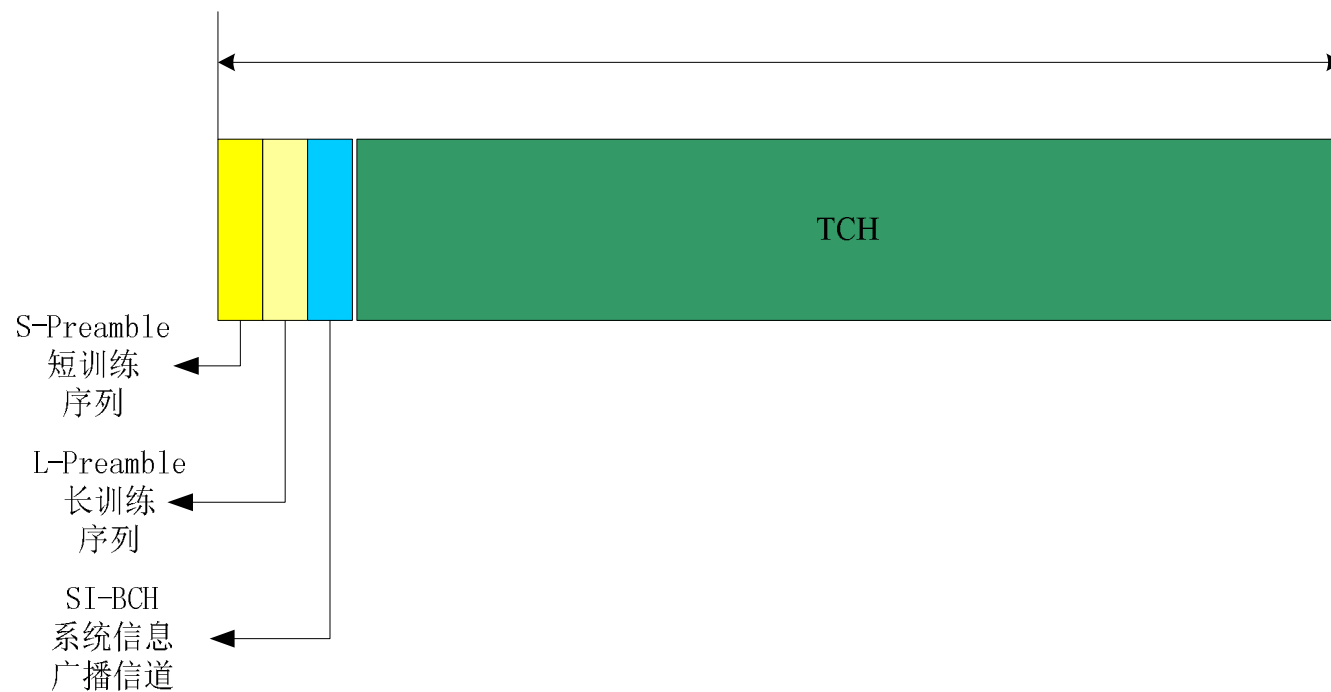 TCH
S-Preamble
短训练
序列
L-Preamble
长训练
序列
SI-BCH
系统信息
广播信道